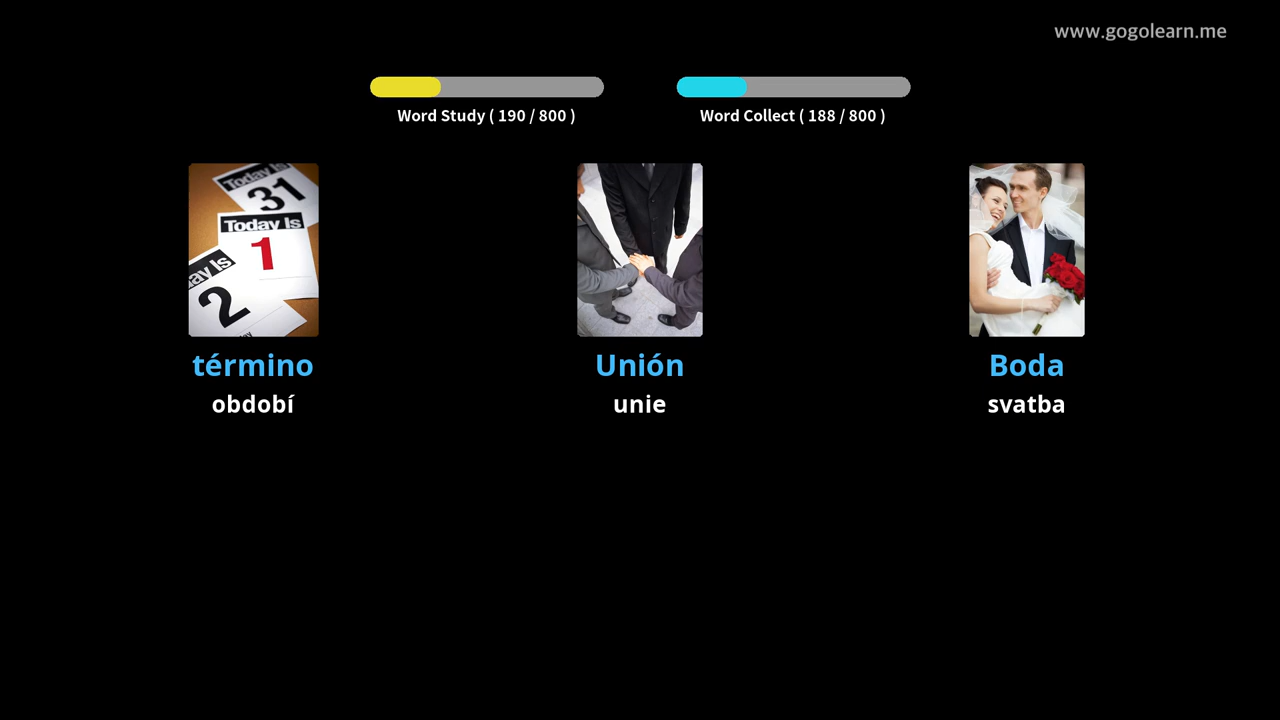 www.gogolearn.me
Word Study ( 190 / 800 )
Word Collect ( 188 / 800 )
Today Is
31
Today Is
1
ay Is
2
término
Unión
Boda
období
unie
svatba